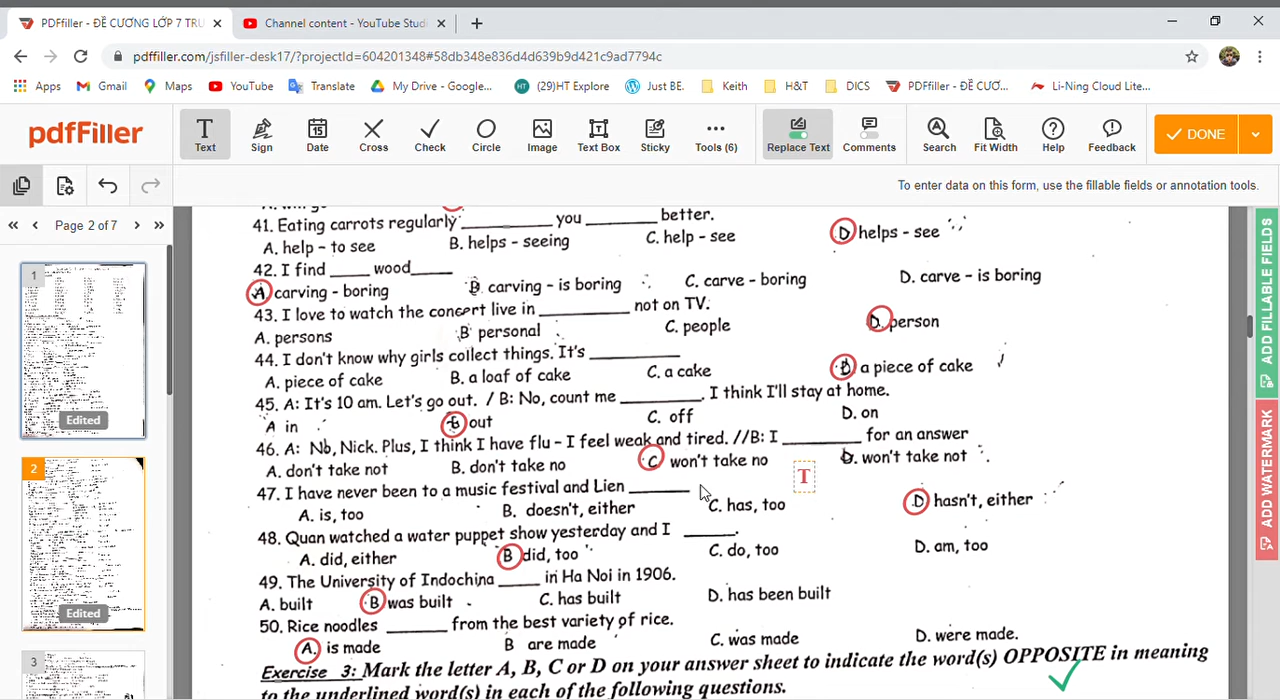 PDFfiller - ĐỀ CƯƠNG LỚP 7 TRU
Channel content - YouTube Studi
pdffiller.com/jsfiller-desk17/?projectId=604201348#58db348e836d4d639b9d421c9ad7794c
Apps Gmail Maps YouTube Translate My Drive - Google... (29)HT Explore Just BE. Keith H&T DICS PDFfiller - ĐỀ CƯƠ... Li-Ning Cloud Lite...
pdfFiller
Text Sign Date Cross Check Circle Image Text Box Sticky Tools (6) Replace Text Comments Search Fit Width Help Feedback
DONE
To enter data on this form, use the fillable fields or annotation tools.
Page 2 of 7
1
Edited
2
Edited
3
41. Eating carrots regularly ________ you ________ better.
A. help - to see B. helps - seeing C. help - see D helps - see
42. I find _____ wood_____
A carving - boring B. carving - is boring C. carve - boring D. carve - is boring
43. I love to watch the concert live in __________ not on TV.
A. persons B personal C. people D. person
44. I don't know why girls collect things. It's __________
A. piece of cake B. a loaf of cake C. a cake D a piece of cake
45. A: It's 10 am. Let's go out. / B: No, count me _________. I think I'll stay at home.
A in B out C. off D. on
46. A: No, Nick. Plus, I think I have flu - I feel weak and tired. //B: I _________ for an answer
A. don't take not B. don't take no C. won't take no D. won't take not
T
47. I have never been to a music festival and Lien _______
A. is, too B. doesn't, either C. has, too D hasn't, either
48. Quan watched a water puppet show yesterday and I ______.
A. did, either B did, too C. do, too D. am, too
49. The University of Indochina _____ in Ha Noi in 1906.
A. built B was built C. has built D. has been built
50. Rice noodles _______ from the best variety of rice.
A. is made B are made C. was made D. were made.
Exercise 3: Mark the letter A, B, C or D on your answer sheet to indicate the word(s) OPPOSITE in meaning
to the underlined word(s) in each of the following questions.
ADD FILLABLE FIELDS
ADD WATERMARK